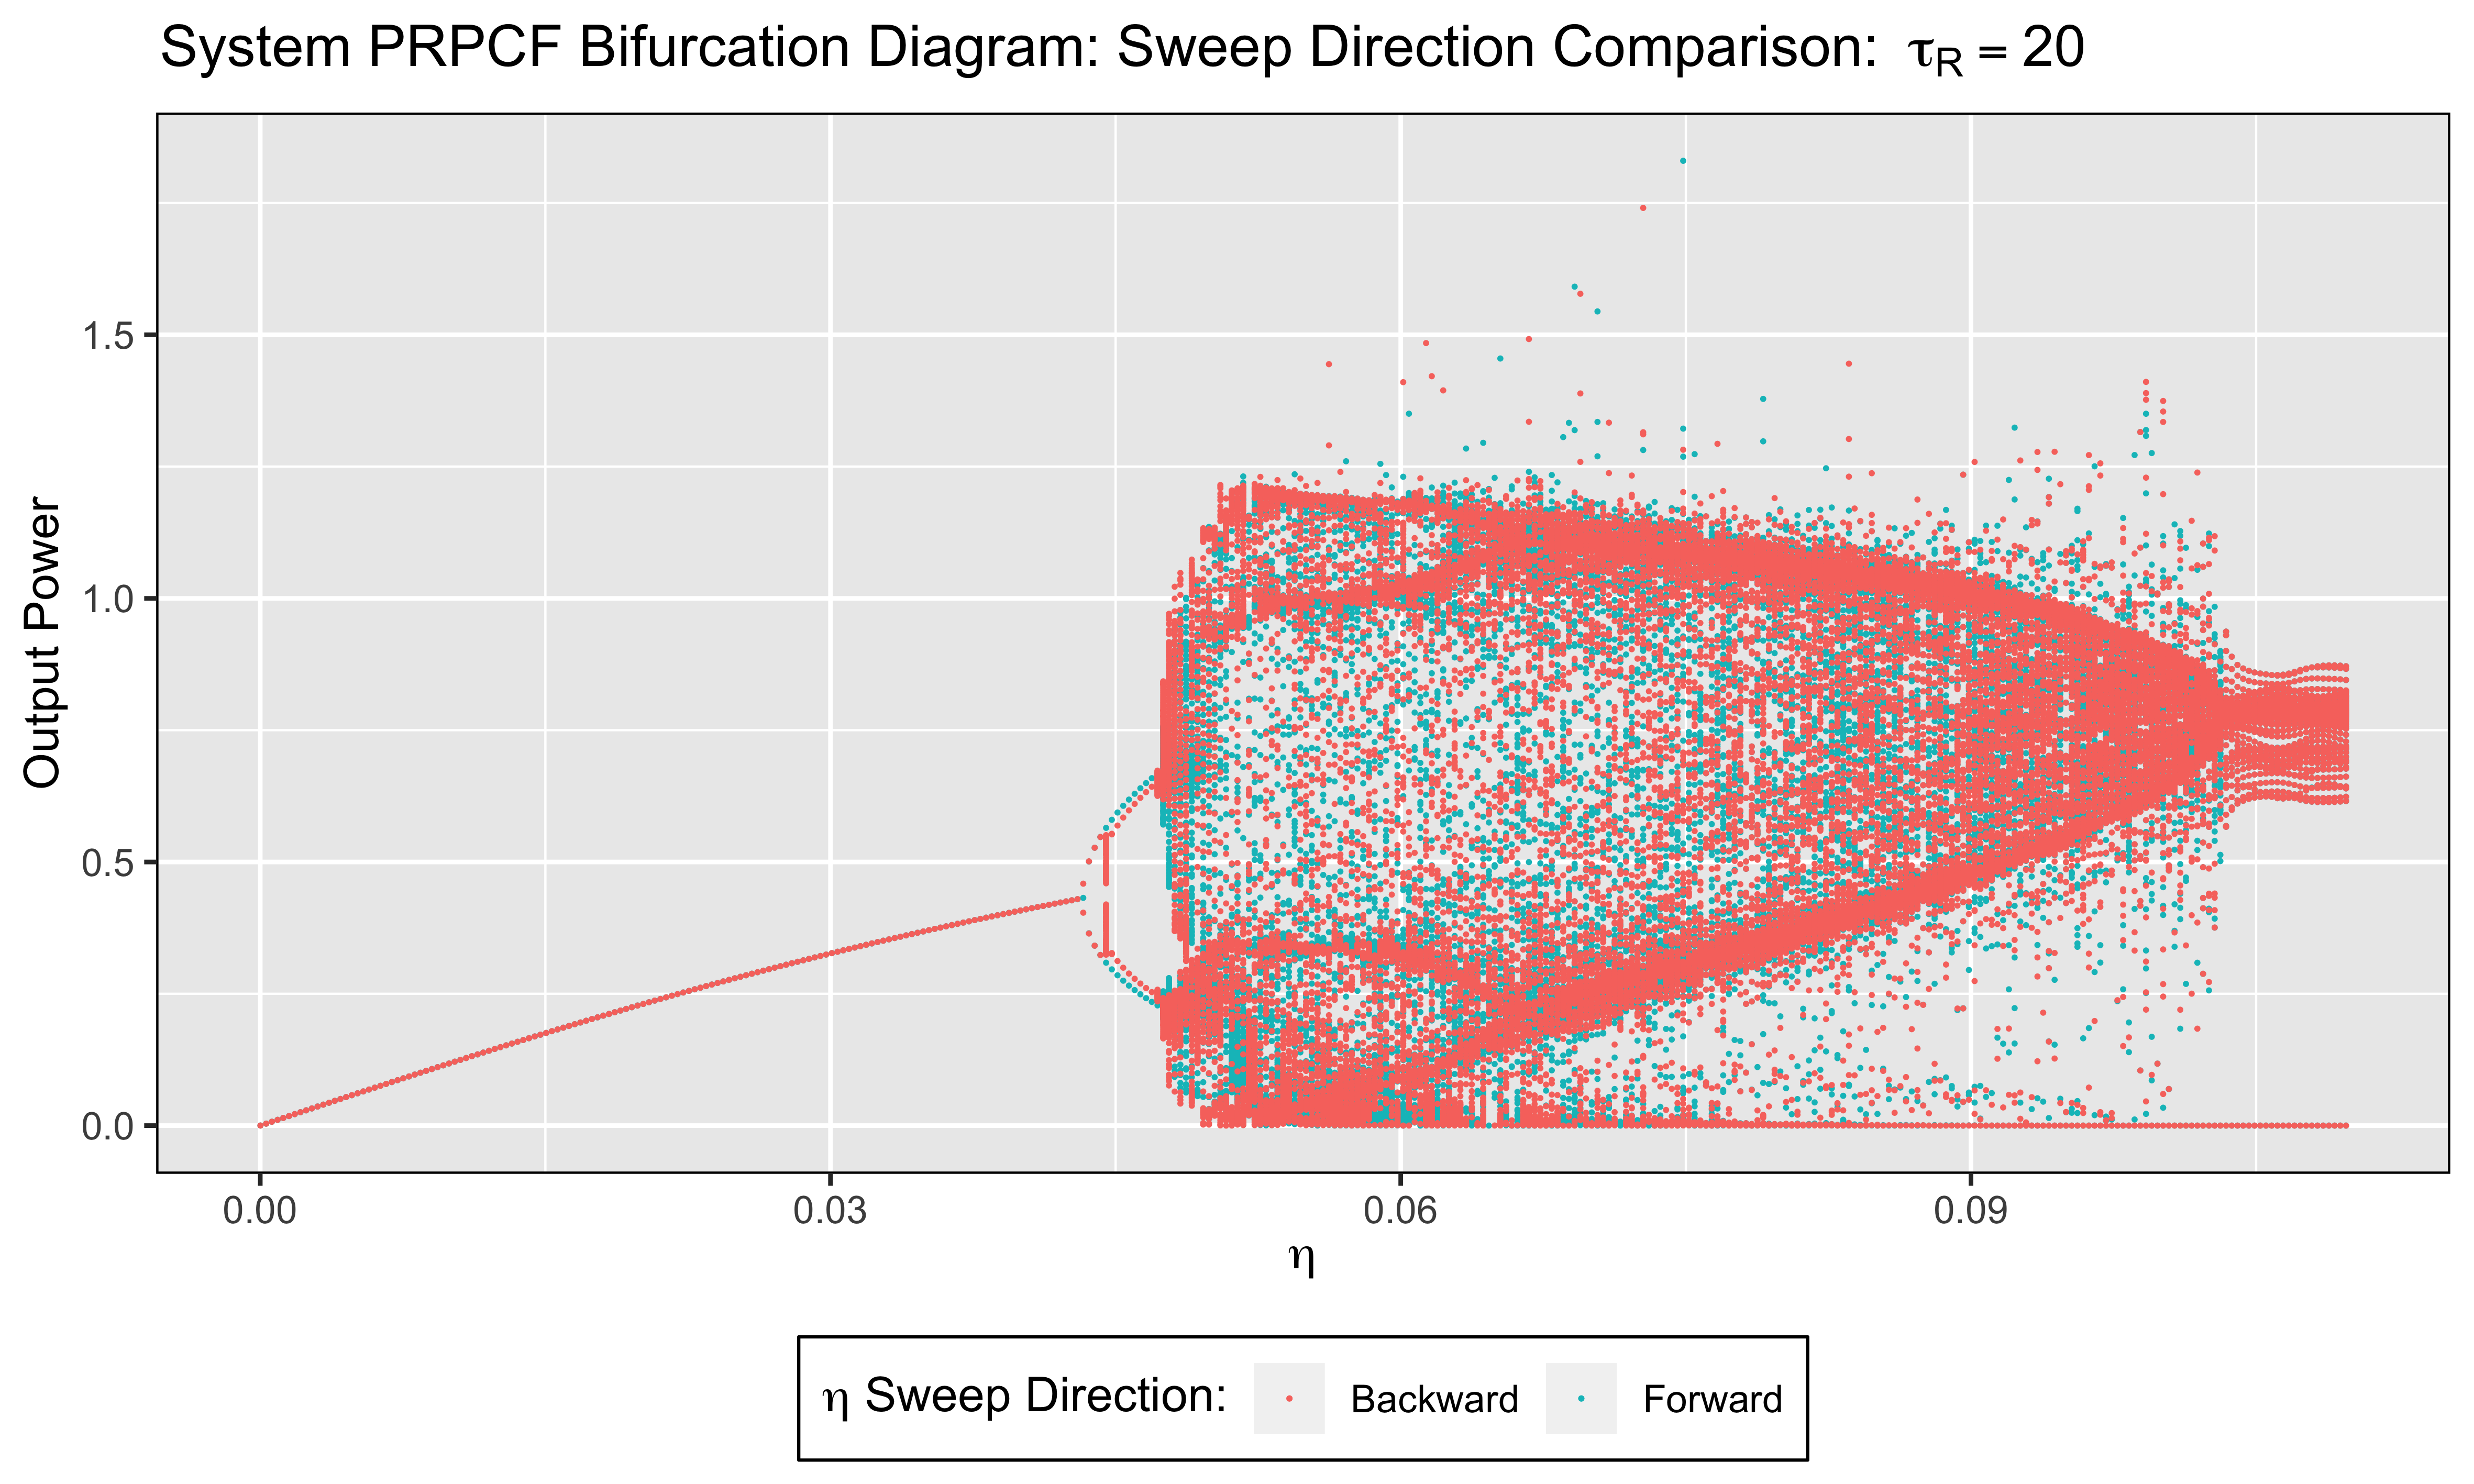 System PRPCF Bifurcation Diagram: Sweep Direction Comparison: τR = 20
Output Power
1.5
1.0
0.5
0.0
0.00 0.03 0.06 0.09
η
η Sweep Direction: Backward Forward